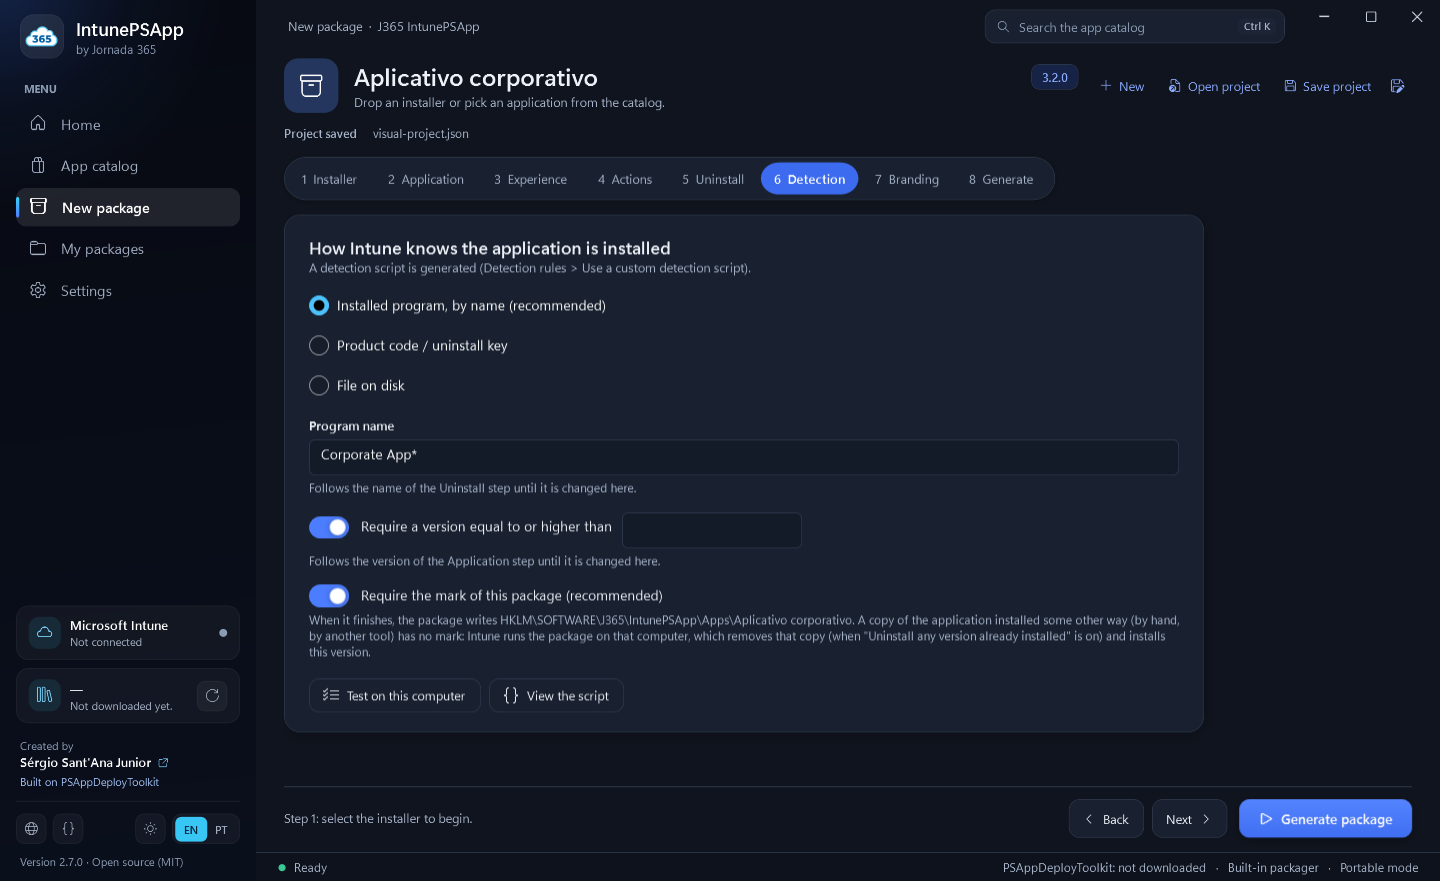 365
IntunePSApp
by Jornada 365
MENU
Home
App catalog
New package
My packages
Settings
Microsoft Intune
Not connected
—
Not downloaded yet.
Created by
Sérgio Sant'Ana Junior
Built on PSAppDeployToolkit
{}
EN PT
Version 2.7.0 · Open source (MIT)
New package · J365 IntunePSApp
Search the app catalog Ctrl K
Aplicativo corporativo
Drop an installer or pick an application from the catalog.
3.2.0
New Open project Save project
Project saved visual-project.json
1 Installer 2 Application 3 Experience 4 Actions 5 Uninstall 6 Detection 7 Branding 8 Generate
How Intune knows the application is installed
A detection script is generated (Detection rules > Use a custom detection script).
Installed program, by name (recommended)
Product code / uninstall key
File on disk
Program name
Corporate App*
Follows the name of the Uninstall step until it is changed here.
Require a version equal to or higher than
Follows the version of the Application step until it is changed here.
Require the mark of this package (recommended)
When it finishes, the package writes HKLM\SOFTWARE\J365\IntunePSApp\Apps\Aplicativo corporativo. A copy of the application installed some other way (by hand,
by another tool) has no mark: Intune runs the package on that computer, which removes that copy (when "Uninstall any version already installed" is on) and installs
this version.
Test on this computer {} View the script
Step 1: select the installer to begin.
Back Next Generate package
Ready
PSAppDeployToolkit: not downloaded · Built-in packager · Portable mode